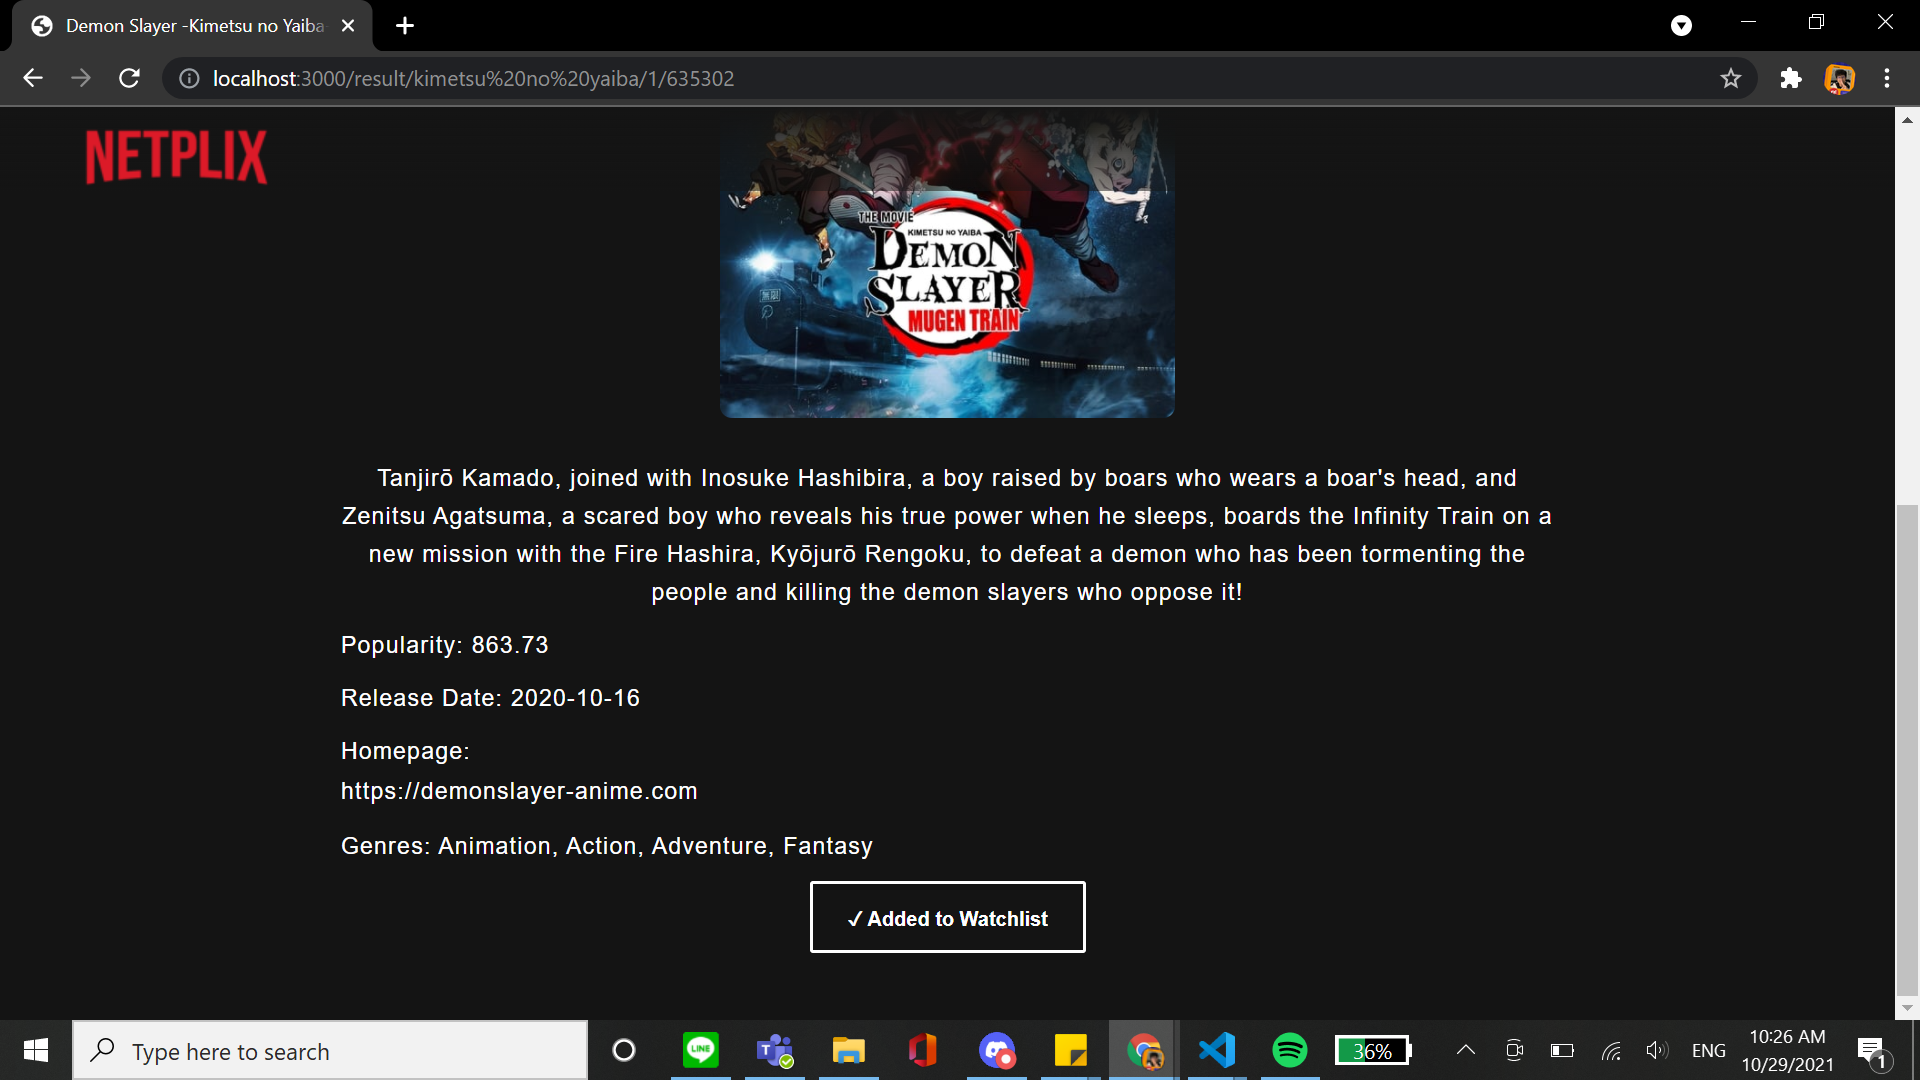 Demon Slayer -Kimetsu no Yaiba
localhost:3000/result/kimetsu%20no%20yaiba/1/635302
NETPLIX
THE MOVIE
KIMETSU NO YAIBA
DEMON
SLAYER
MUGEN TRAIN
無限
Tanjirō Kamado, joined with Inosuke Hashibira, a boy raised by boars who wears a boar's head, and
Zenitsu Agatsuma, a scared boy who reveals his true power when he sleeps, boards the Infinity Train on a
new mission with the Fire Hashira, Kyōjurō Rengoku, to defeat a demon who has been tormenting the
people and killing the demon slayers who oppose it!
Popularity: 863.73
Release Date: 2020-10-16
Homepage:
https://demonslayer-anime.com
Genres: Animation, Action, Adventure, Fantasy
✓ Added to Watchlist
Type here to search
LINE
T
36%
ENG
10:26 AM
10/29/2021
1